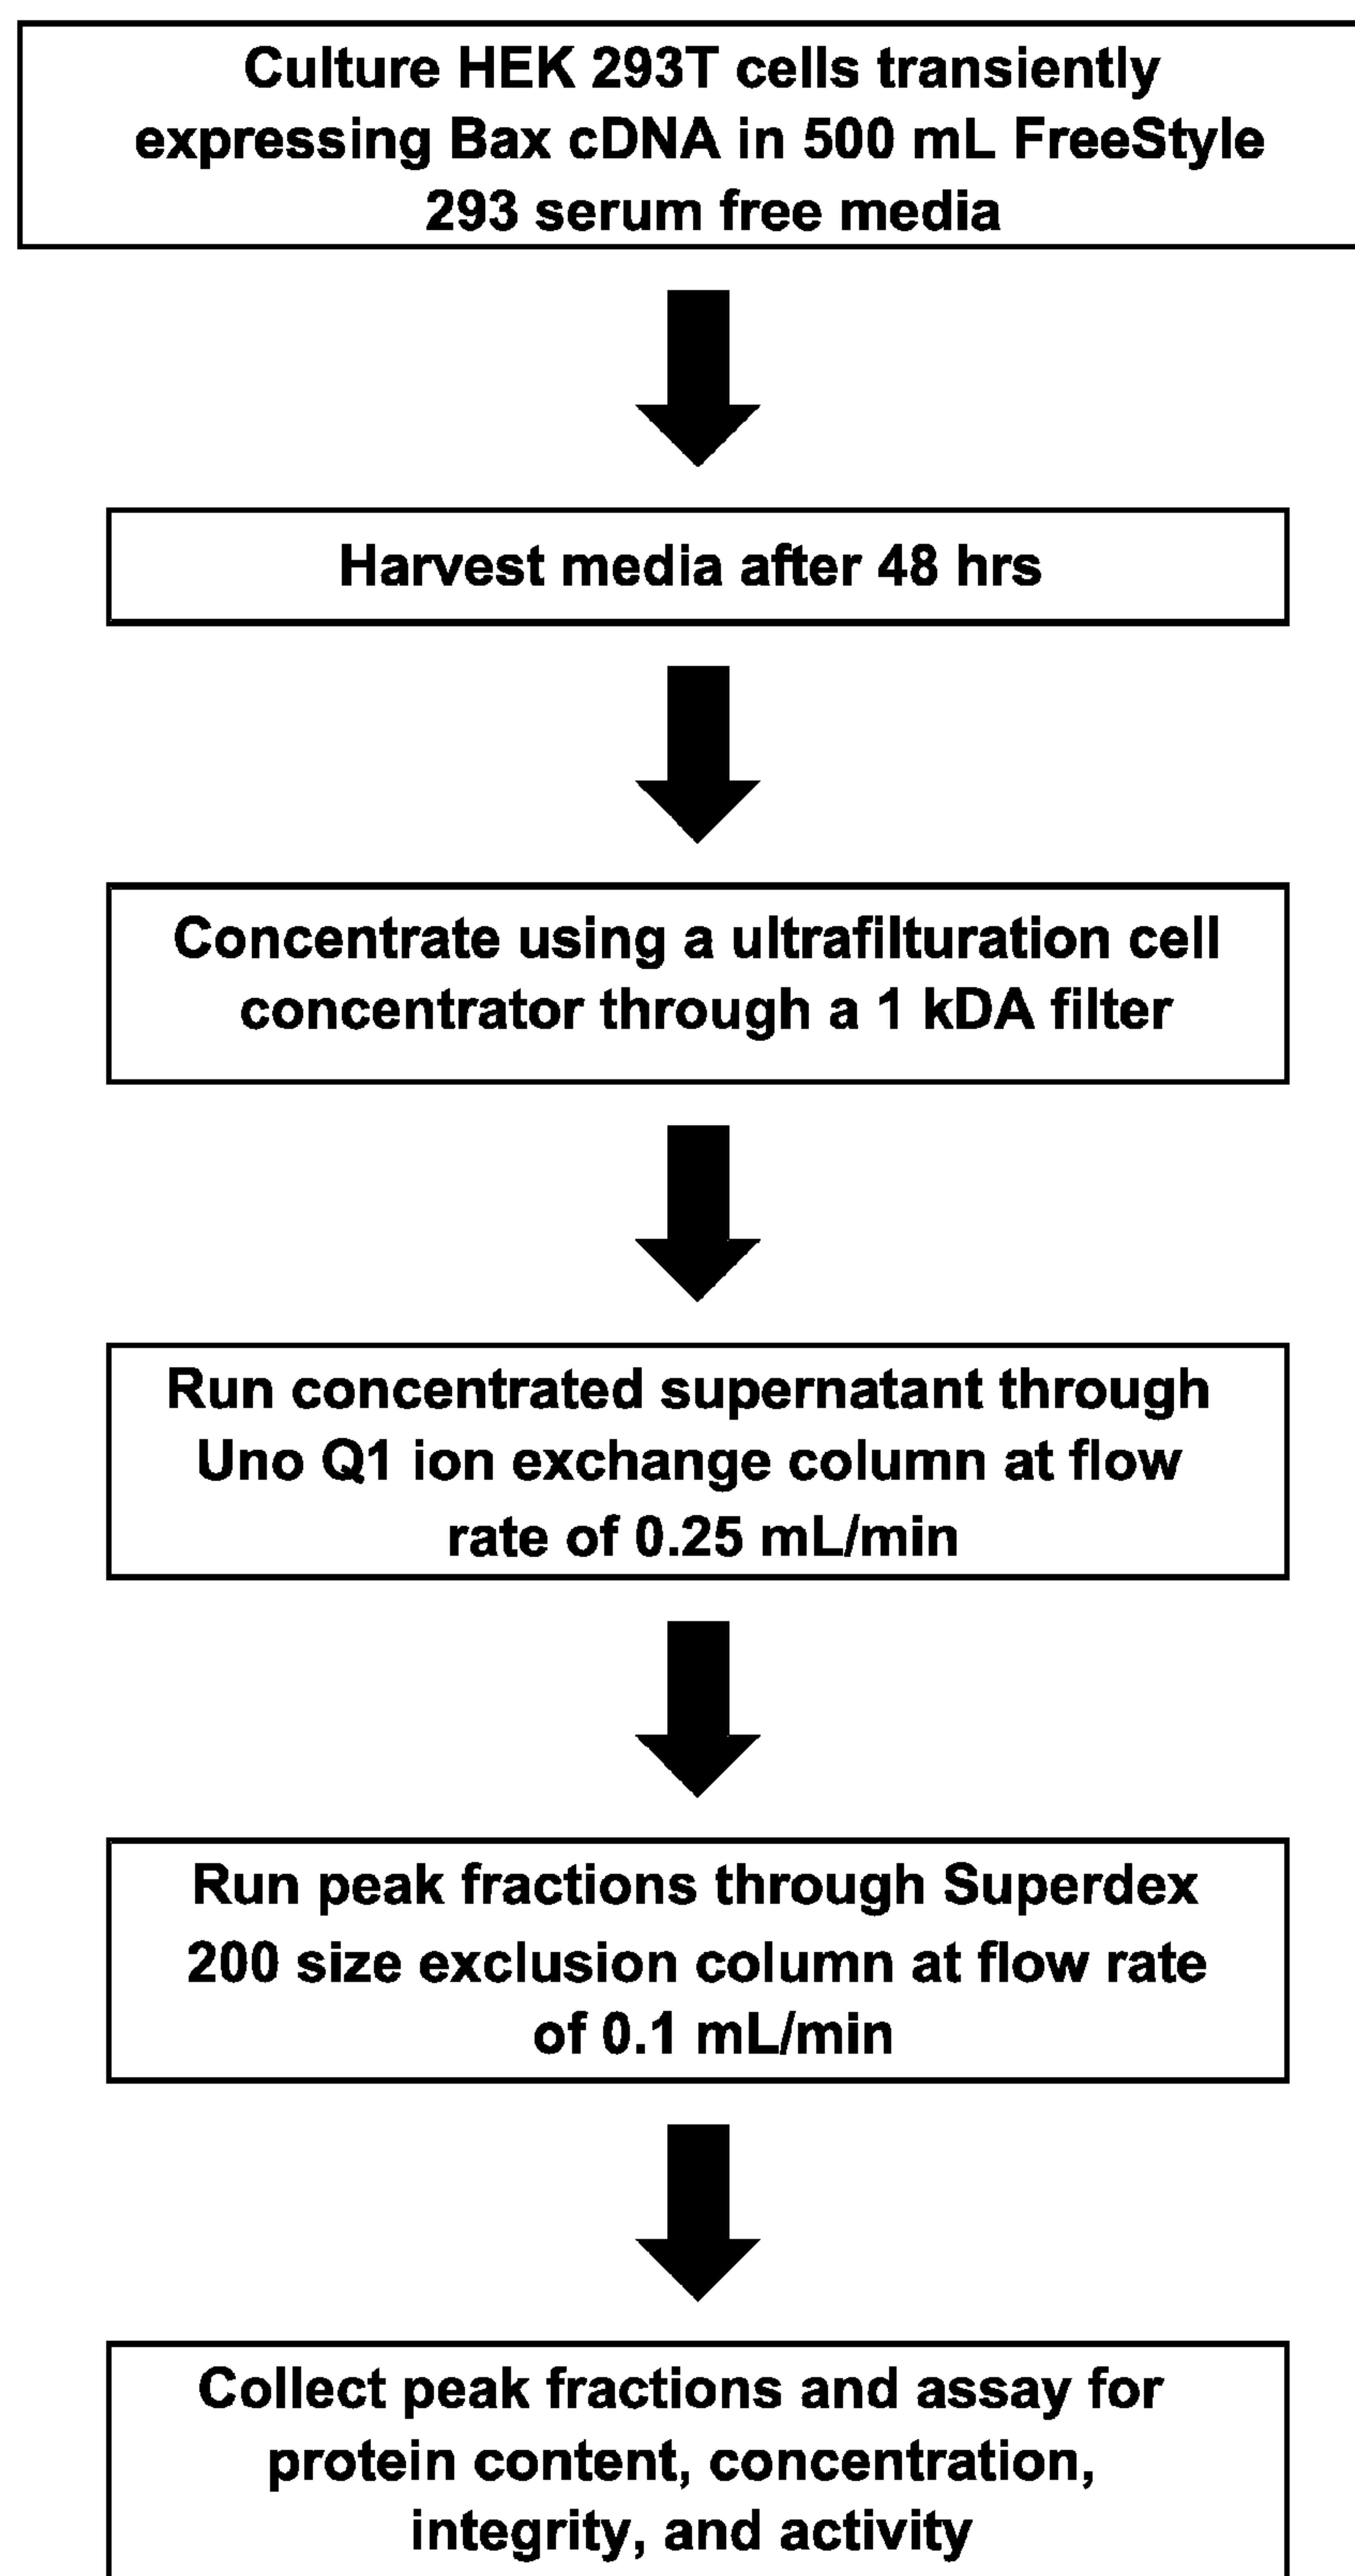 Culture HEK 293T cells transiently
expressing Bax cDNA in 500 mL FreeStyle
293 serum free media
Harvest media after 48 hrs
Concentrate using a ultrafilturation cell
concentrator through a 1 kDA filter
Run concentrated supernatant through
Uno Q1 ion exchange column at flow
rate of 0.25 mL/min
Run peak fractions through Superdex
200 size exclusion column at flow rate
of 0.1 mL/min
Collect peak fractions and assay for
protein content, concentration,
integrity, and activity